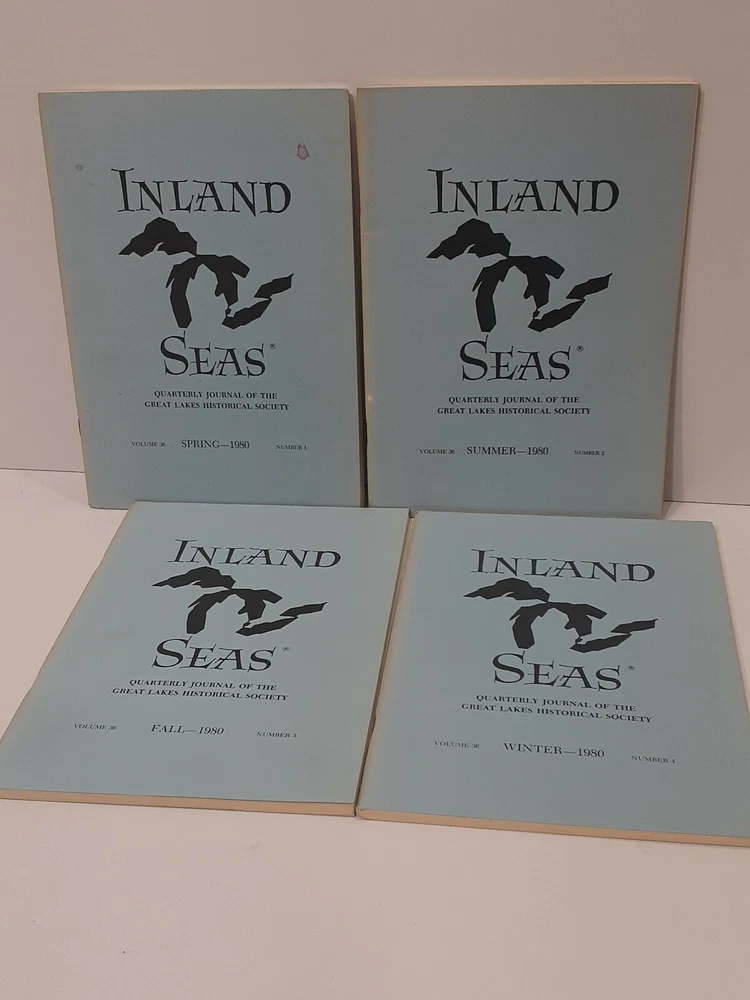 INLAND
SEAS®
QUARTERLY JOURNAL OF THE
GREAT LAKES HISTORICAL SOCIETY
VOLUME 36 SPRING—1980 NUMBER 1
INLAND
SEAS®
QUARTERLY JOURNAL OF THE
GREAT LAKES HISTORICAL SOCIETY
VOLUME 36 SUMMER—1980 NUMBER 2
INLAND
SEAS®
QUARTERLY JOURNAL OF THE
GREAT LAKES HISTORICAL SOCIETY
VOLUME 36 FALL—1980 NUMBER 3
INLAND
SEAS®
QUARTERLY JOURNAL OF THE
GREAT LAKES HISTORICAL SOCIETY
VOLUME 36 WINTER—1980 NUMBER 4